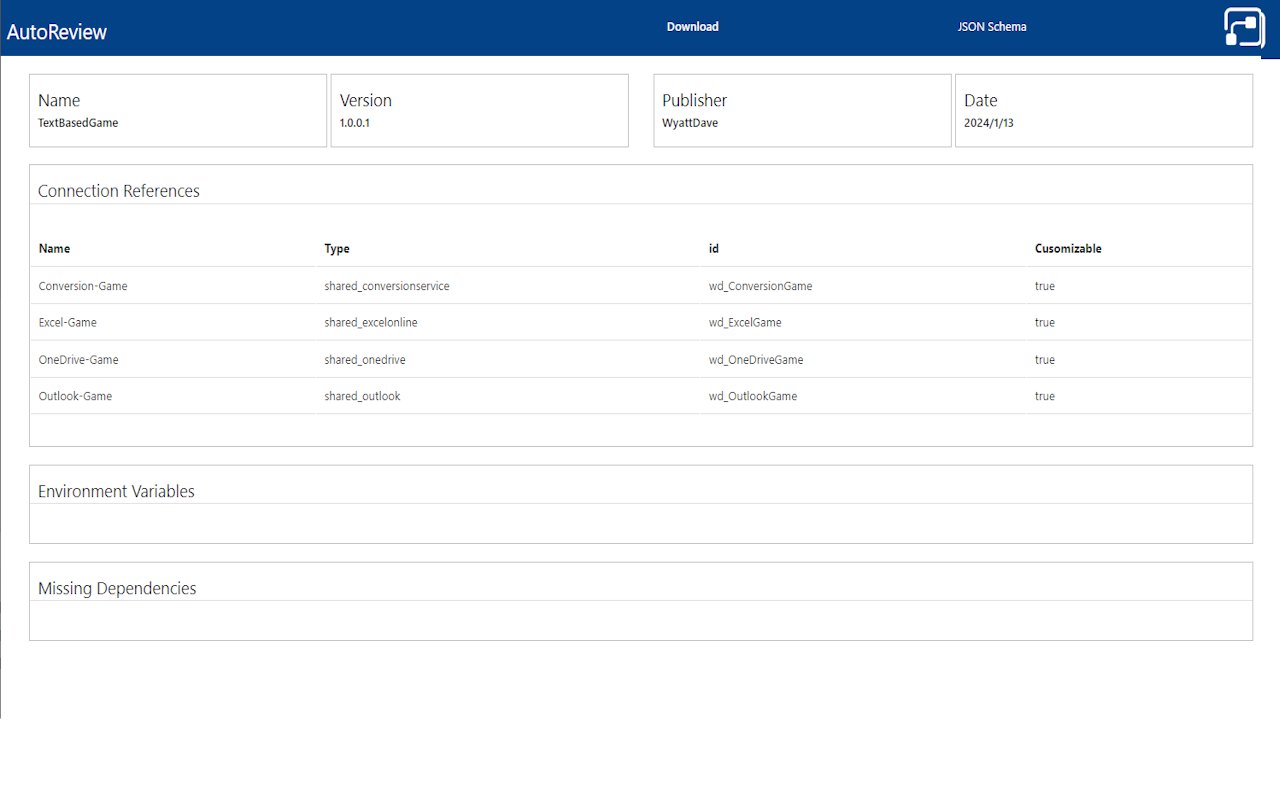 AutoReview
Download
JSON Schema
Name
TextBasedGame
Version
1.0.0.1
Publisher
WyattDave
Date
2024/1/13
Connection References
Name Type id Cusomizable
Conversion-Game shared_conversionservice wd_ConversionGame true
Excel-Game shared_excelonline wd_ExcelGame true
OneDrive-Game shared_onedrive wd_OneDriveGame true
Outlook-Game shared_outlook wd_OutlookGame true
Environment Variables
Missing Dependencies